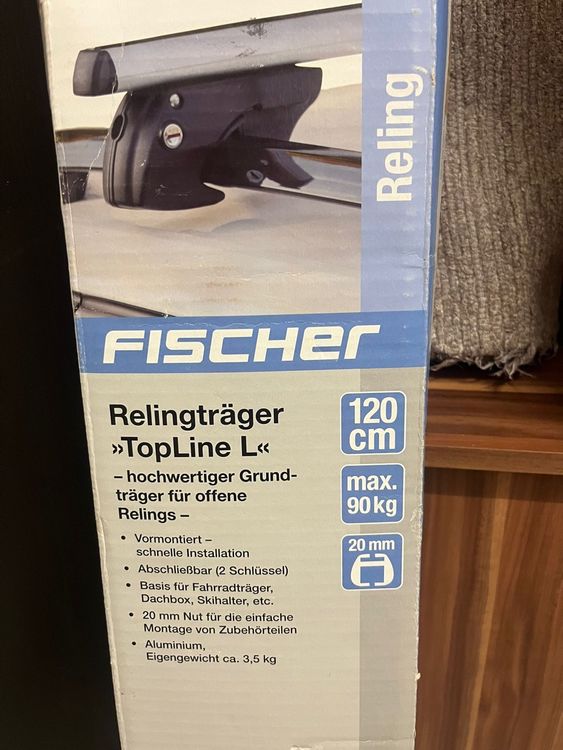 Reling
FISCHER
Relingträger
»TopLine L«
– hochwertiger Grund-
träger für offene
Relings –
• Vormontiert –
schnelle Installation
• Abschließbar (2 Schlüssel)
• Basis für Fahrradträger,
Dachbox, Skihalter, etc.
• 20 mm Nut für die einfache
Montage von Zubehörteilen
• Aluminium,
Eigengewicht ca. 3,5 kg
120
cm
max.
90 kg
20 mm